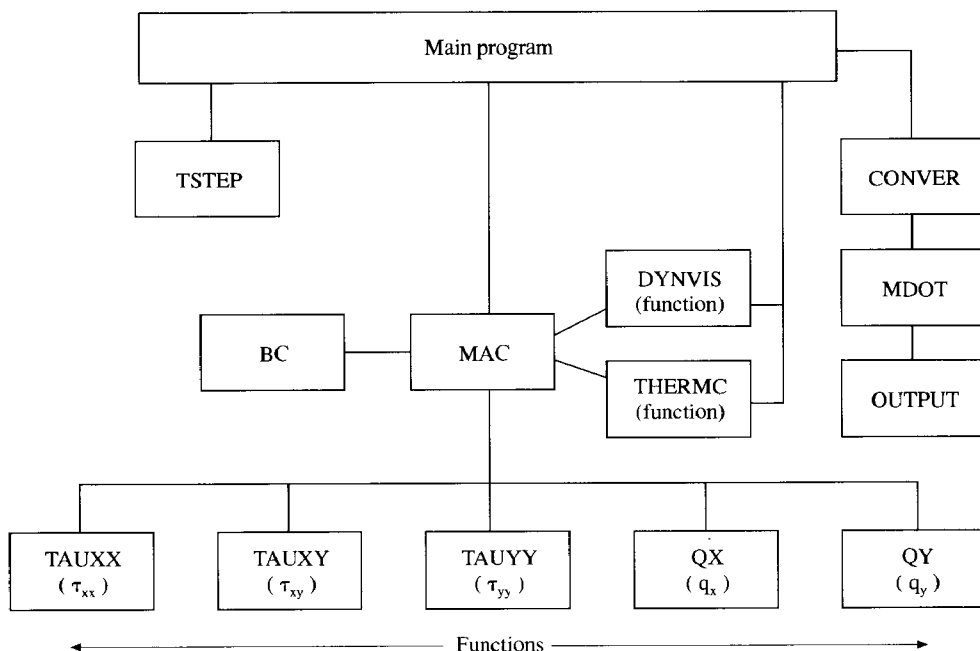 Main program
TSTEP
CONVER
DYNVIS
(function)
MDOT
BC
MAC
THERMC
(function)
OUTPUT
TAUXX
( τxx )
TAUXY
( τxy )
TAUYY
( τyy )
QX
( qx )
QY
( qy )
Functions